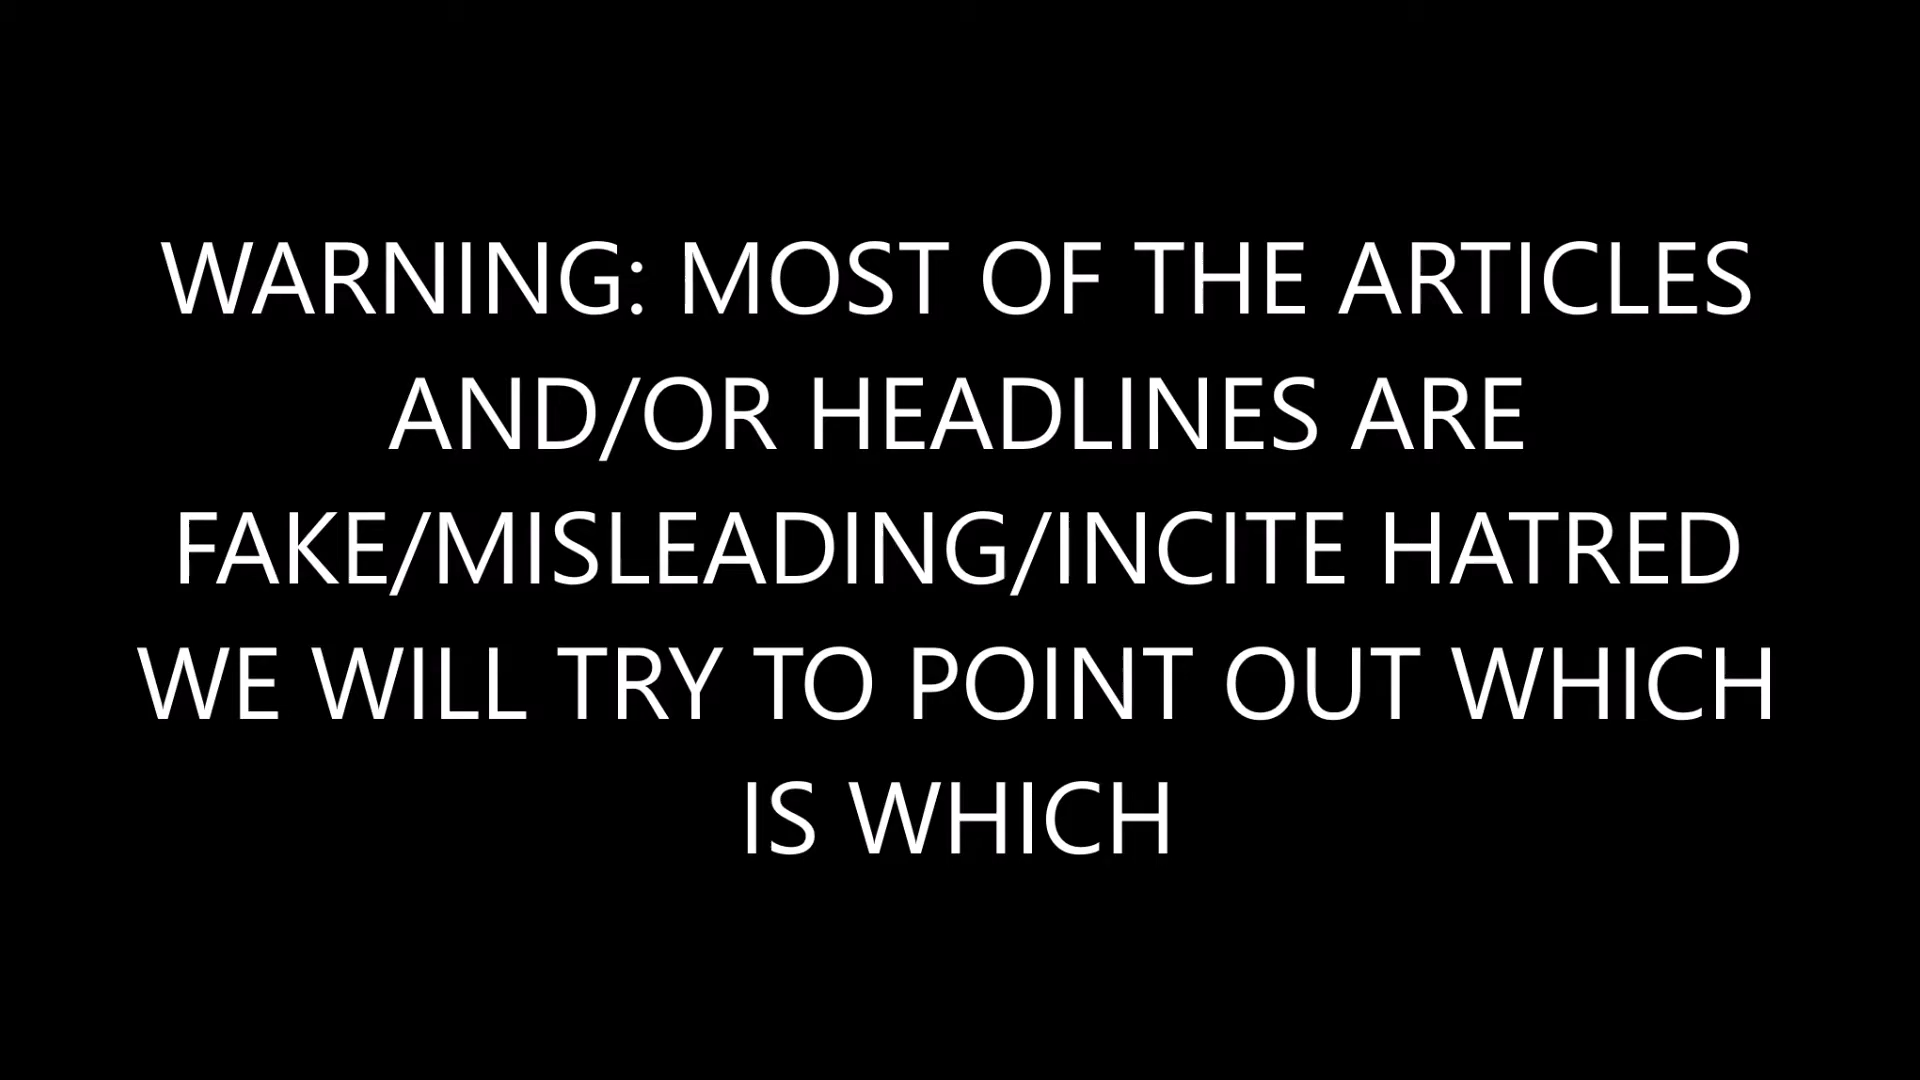 WARNING: MOST OF THE ARTICLES
AND/OR HEADLINES ARE
FAKE/MISLEADING/INCITE HATRED
WE WILL TRY TO POINT OUT WHICH
IS WHICH